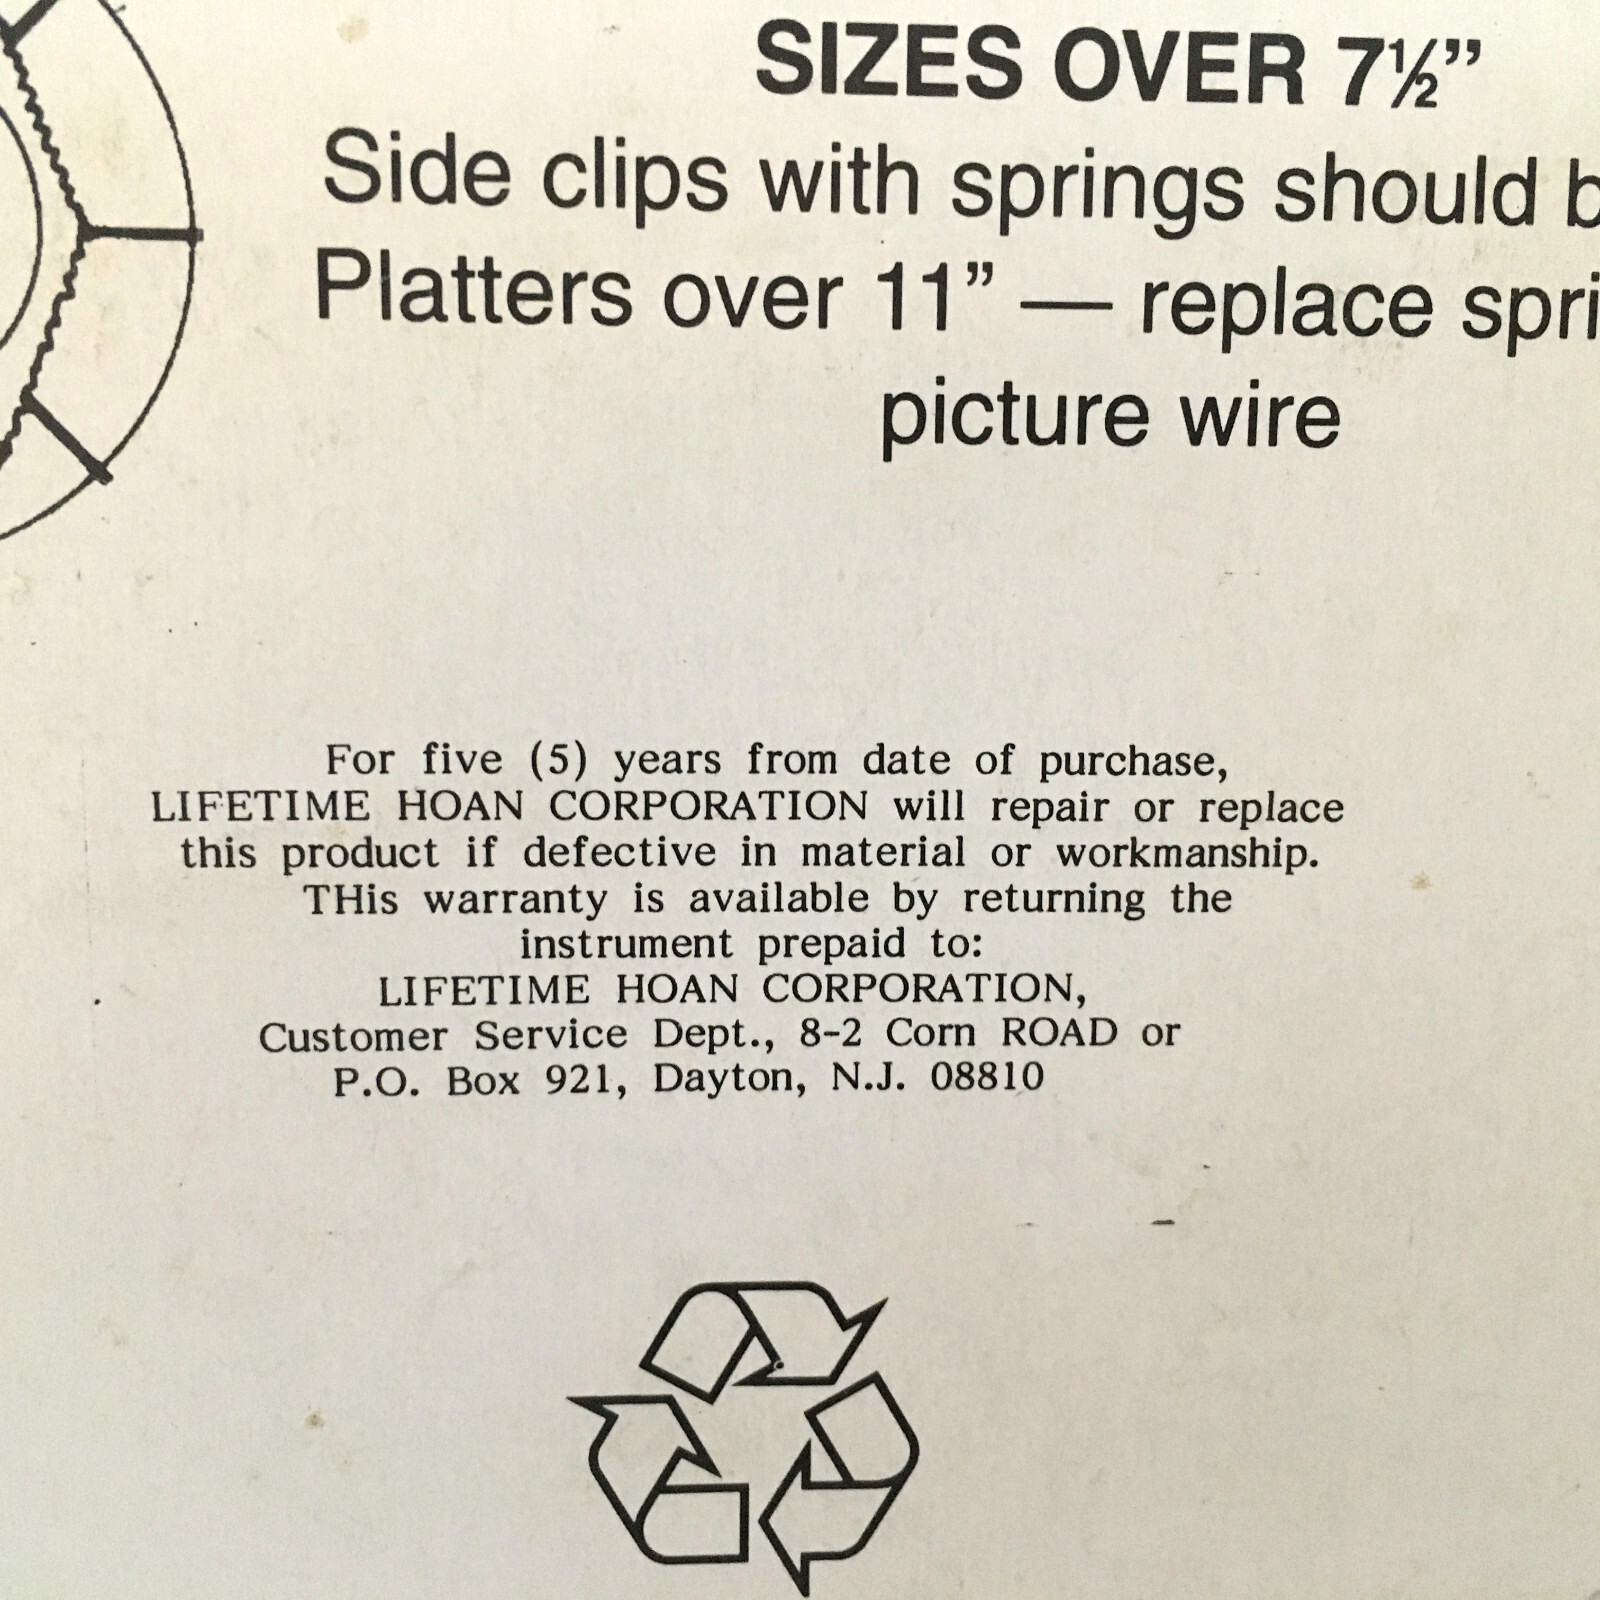 SIZES OVER 7½”
Side clips with springs should
Platters over 11” — replace
picture wire
For five (5) years from date of purchase,
LIFETIME HOAN CORPORATION will repair or replace
this product if defective in material or workmanship.
THis warranty is available by returning the
instrument prepaid to:
LIFETIME HOAN CORPORATION,
Customer Service Dept., 8-2 Corn ROAD or
P.O. Box 921, Dayton, N.J. 08810